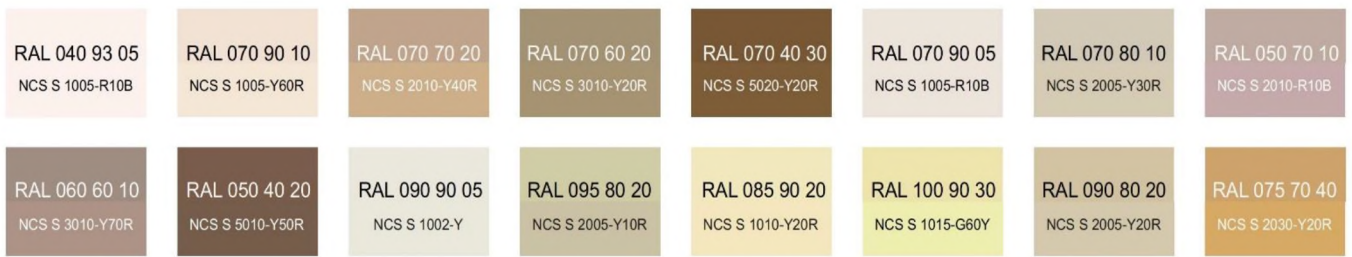 RAL 040 93 05
NCS S 1005-R10B
RAL 070 90 10
NCS S 1005-Y60R
RAL 070 70 20
NCS S 2010-Y40R
RAL 070 60 20
NCS S 3010-Y20R
RAL 070 40 30
NCS S 5020-Y20R
RAL 070 90 05
NCS S 1005-R10B
RAL 070 80 10
NCS S 2005-Y30R
RAL 050 70 10
NCS S 2010-R10B
RAL 060 60 10
NCS S 3010-Y70R
RAL 050 40 20
NCS S 5010-Y50R
RAL 090 90 05
NCS S 1002-Y
RAL 095 80 20
NCS S 2005-Y10R
RAL 085 90 20
NCS S 1010-Y20R
RAL 100 90 30
NCS S 1015-G60Y
RAL 090 80 20
NCS S 2005-Y20R
RAL 075 70 40
NCS S 2030-Y20R